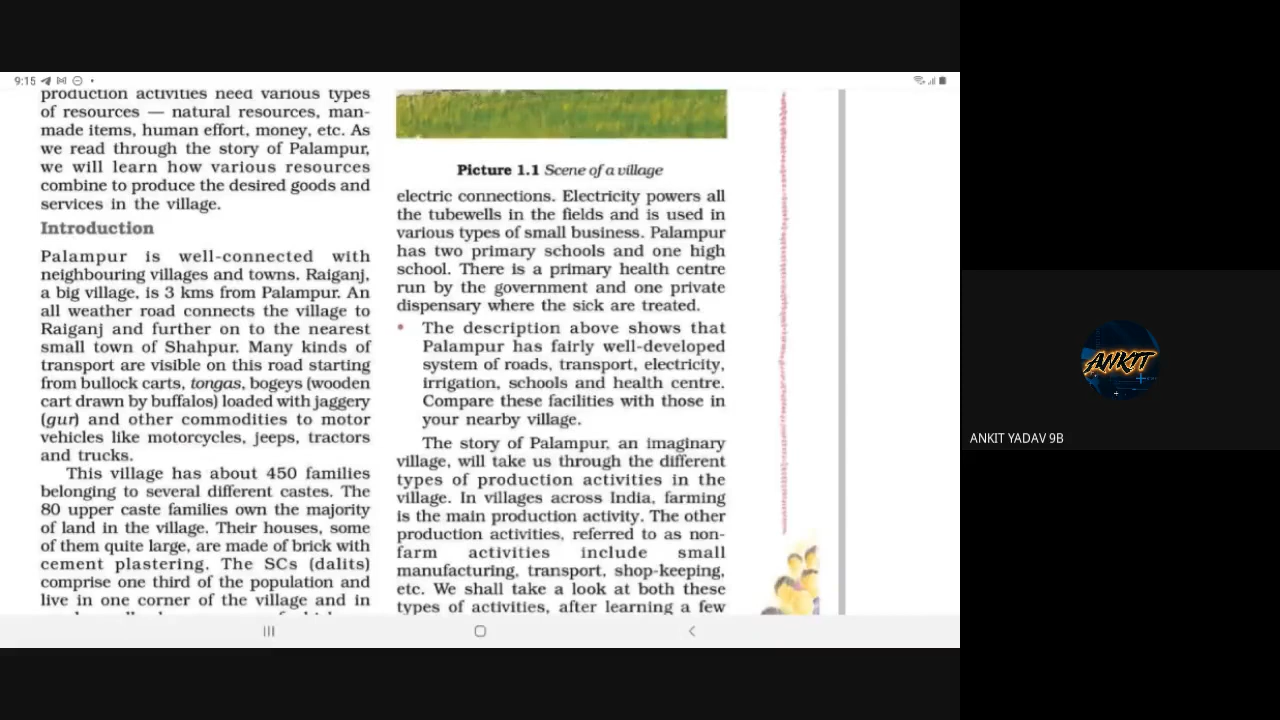 9:15
production activities need various types
of resources — natural resources, man-
made items, human effort, money, etc. As
we read through the story of Palampur,
we will learn how various resources
combine to produce the desired goods and
services in the village.
Introduction
Palampur is well-connected with
neighbouring villages and towns. Raiganj,
a big village, is 3 kms from Palampur. An
all weather road connects the village to
Raiganj and further on to the nearest
small town of Shahpur. Many kinds of
transport are visible on this road starting
from bullock carts, tongas, bogeys (wooden
cart drawn by buffalos) loaded with jaggery
(gur) and other commodities to motor
vehicles like motorcycles, jeeps, tractors
and trucks.
This village has about 450 families
belonging to several different castes. The
80 upper caste families own the majority
of land in the village. Their houses, some
of them quite large, are made of brick with
cement plastering. The SCs (dalits)
comprise one third of the population and
live in one corner of the village and in
Picture 1.1 Scene of a village
electric connections. Electricity powers all
the tubewells in the fields and is used in
various types of small business. Palampur
has two primary schools and one high
school. There is a primary health centre
run by the government and one private
dispensary where the sick are treated.
• The description above shows that
Palampur has fairly well-developed
system of roads, transport, electricity,
irrigation, schools and health centre.
Compare these facilities with those in
your nearby village.
The story of Palampur, an imaginary
village, will take us through the different
types of production activities in the
village. In villages across India, farming
is the main production activity. The other
production activities, referred to as non-
farm activities include small
manufacturing, transport, shop-keeping,
etc. We shall take a look at both these
types of activities, after learning a few
ANKIT
ANKIT YADAV 9B